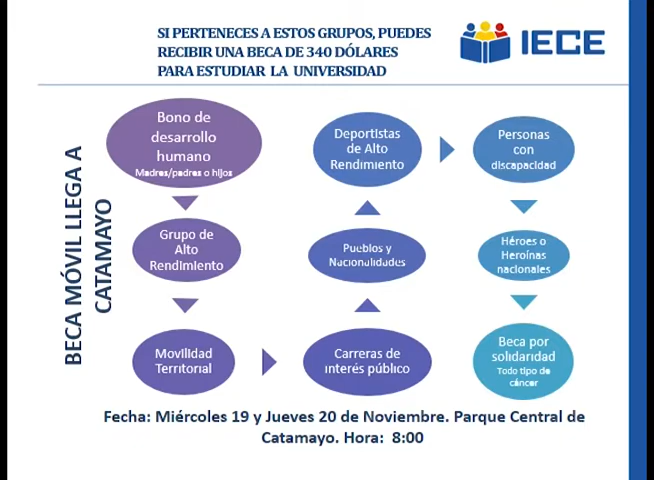 SI PERTENECES A ESTOS GRUPOS, PUEDES
RECIBIR UNA BECA DE 340 DÓLARES
PARA ESTUDIAR LA UNIVERSIDAD
IECE
BECA MÓVIL LLEGA A
CATAMAYO
Bono de
desarrollo
humano
Madres/padres o hijos
Grupo de
Alto
Rendimiento
Movilidad
Territorial
Carreras de
interés público
Pueblos y
Nacionalidades
Deportistas
de Alto
Rendimiento
Personas
con
discapacidad
Héroes o
Heroínas
nacionales
Beca por
solidaridad
Todo tipo de
cáncer
Fecha: Miércoles 19 y Jueves 20 de Noviembre. Parque Central de
Catamayo. Hora: 8:00